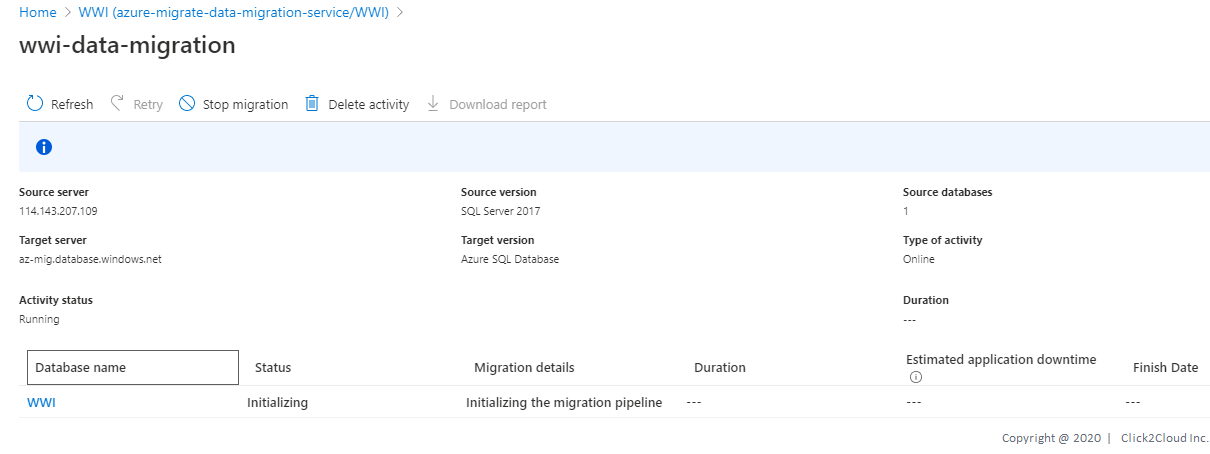 Home > WWI (azure-migrate-data-migration-service/WWI) >
wwi-data-migration
Refresh Retry Stop migration Delete activity Download report
Source server Source version Source databases
114.143.207.109 SQL Server 2017 1
Target server Target version Type of activity
az-mig.database.windows.net Azure SQL Database Online
Activity status Duration
Running ---
Database name Status Migration details Duration Estimated application downtime Finish Date
WWI Initializing Initializing the migration pipeline --- --- ---
Copyright @ 2020 | Click2Cloud Inc.